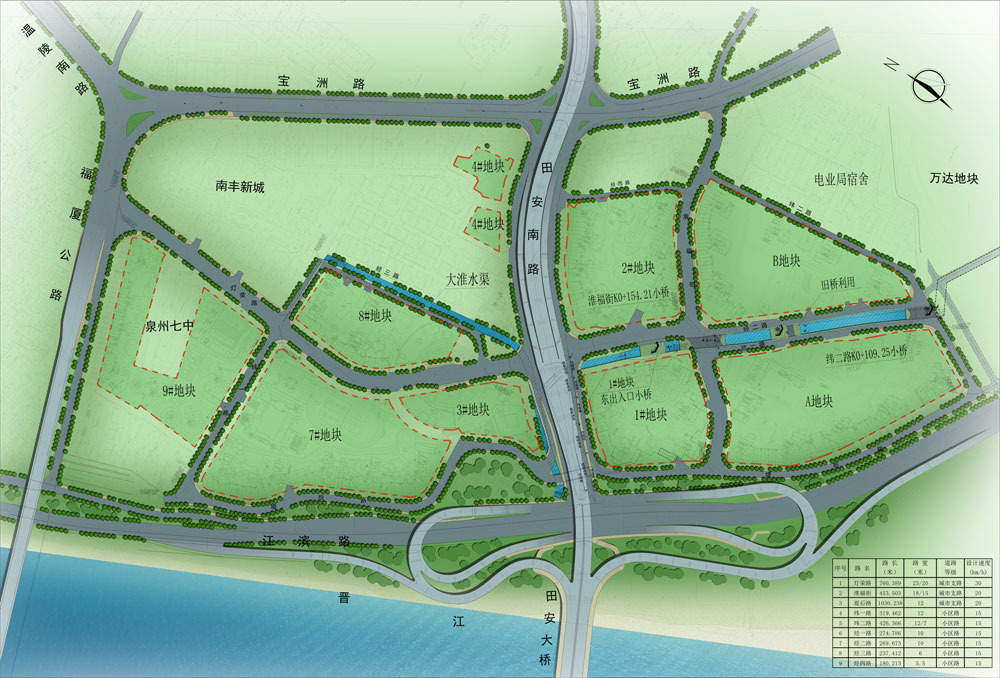 温陵南路
宝洲路
宝洲路
N
福厦公路
南丰新城
4#地块
4#地块
田安南路
经四路
电业局宿舍
万达地块
纬二路
大淮水渠
经三路
灯荣路
2#地块
淮福街K0+154.21小桥
B地块
旧桥利用
泉州七中
8#地块
9#地块
纬二路K0+109.25小桥
1#地块
东出入口小桥
1#地块
A地块
3#地块
7#地块
江滨路
晋江
田安大桥
序号 路名 路长(米) 路宽(米) 道路等级 设计速度(km/h)
1 灯荣路 760.389 23/20 城市支路 30
2 淮福街 453.503 18/15 城市支路 20
3 堤后路 1030.238 12 城市支路 20
4 纬一路 319.462 12 小区路 15
5 纬二路 426.366 12/7 小区路 15
6 经一路 274.786 10 小区路 15
7 经二路 269.673 10 小区路 15
8 经三路 237.412 6 小区路 15
9 经四路 180.213 5.5 小区路 15